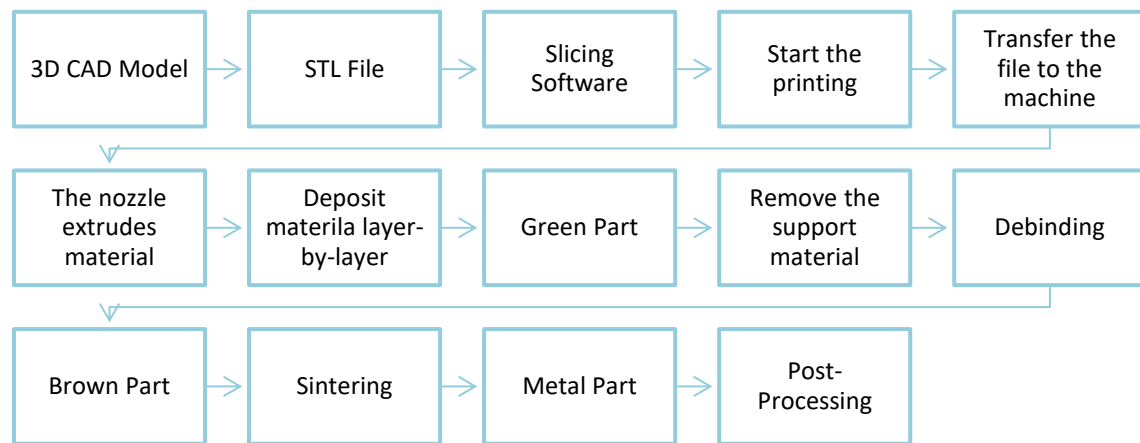 3D CAD Model
STL File
Slicing
Software
Start the
printing
Transfer the
file to the
machine
The nozzle
extrudes
material
Deposit
materila layer-
by-layer
Green Part
Remove the
support
material
Debinding
Brown Part
Sintering
Metal Part
Post-
Processing